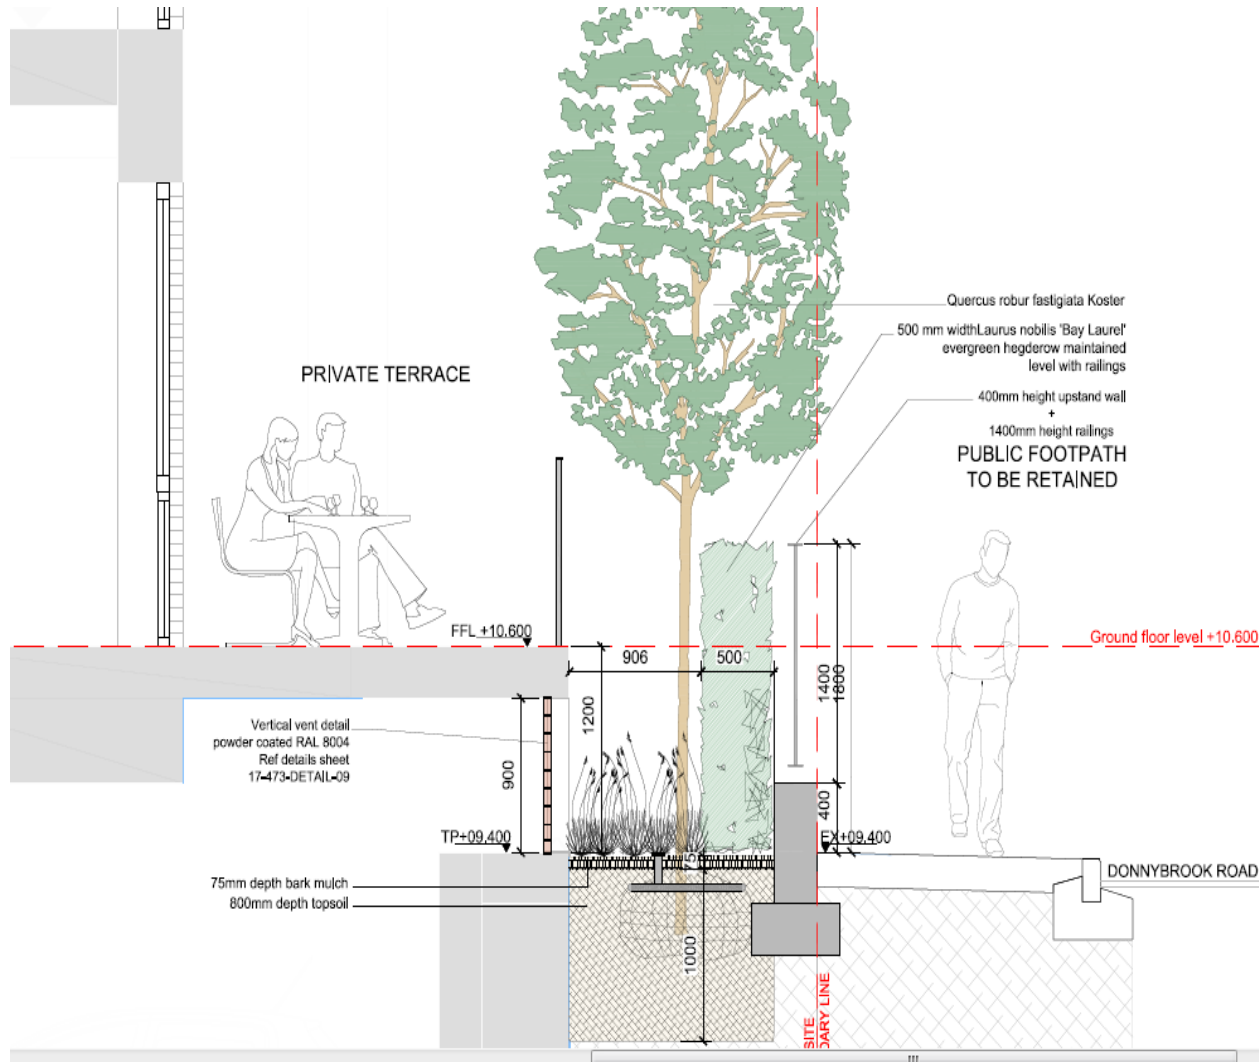 Quercus robur fastigiata Koster
500 mm widthLaurus nobilis 'Bay Laurel'
evergreen hegderow maintained
level with railings
PRIVATE TERRACE
400mm height upstand wall
+
1400mm height railings
PUBLIC FOOTPATH
TO BE RETAINED
FFL +10.600
Ground floor level +10.600
906
500
1200
1400
1800
Vertical vent detail
powder coated RAL 8004
Ref details sheet
17-473-DETAIL-09
900
400
TP+09.400
EX+09.400
75
75mm depth bark mulch
800mm depth topsoil
DONNYBROOK ROAD
1000
SITE
DARY LINE